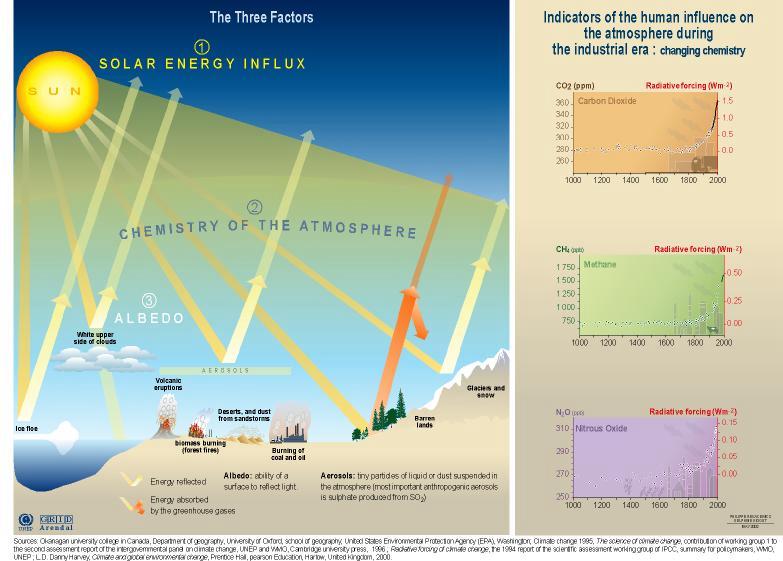 The Three Factors
1
SOLAR ENERGY INFLUX
SUN
2
CHEMISTRY OF THE ATMOSPHERE
3
ALBEDO
White upper
side of clouds
AEROSOLS
Volcanic
eruptions
Deserts, and dust
from sandstorms
biomass burning
(forest fires)
Burning of
coal and oil
Glaciers and
snow
Barren
lands
Ice floe
Energy reflected
Energy absorbed
by the greenhouse gases
Albedo: ability of a
surface to reflect light.
Aerosols: tiny particles of liquid or dust suspended in
the atmosphere (most important anthropogenic aerosols
is sulphate produced from SO2)
UNEP
GRID
Arendal
Indicators of the human influence on
the atmosphere during
the industrial era : changing chemistry
CO2 (ppm) Radiative forcing (Wm-2)
Carbon Dioxide
360
340
320
300
280
260
1.5
1.0
0.5
0.0
1000 1200 1400 1600 1800 2000
CH4 (ppb) Radiative forcing (Wm-2)
Methane
1 750
1 500
1 250
1 000
750
0.50
0.25
0.00
1000 1200 1400 1600 1800 2000
N2O (ppb) Radiative forcing (Wm-2)
Nitrous Oxide
310
290
270
250
0.15
0.10
0.05
0.00
1000 1200 1400 1600 1800 2000
Sources: Okanagan university college in Canada, Department of geography, University of Oxford, school of geography; United States Environmental Protection Agency (EPA), Washington; Climate change 1995, The science of climate change, contribution of working group 1 to
the second assessment report of the intergovernmental panel on climate change, UNEP and WMO, Cambridge university press, 1996 ; Radiative forcing of climate change, the 1994 report of the scientific assessment working group of IPCC, summary for policymakers, WMO,
UNEP ; L.D. Danny Harvey, Climate and global environmental change, Prentice Hall, pearson Education, Harlow, United Kingdom, 2000.